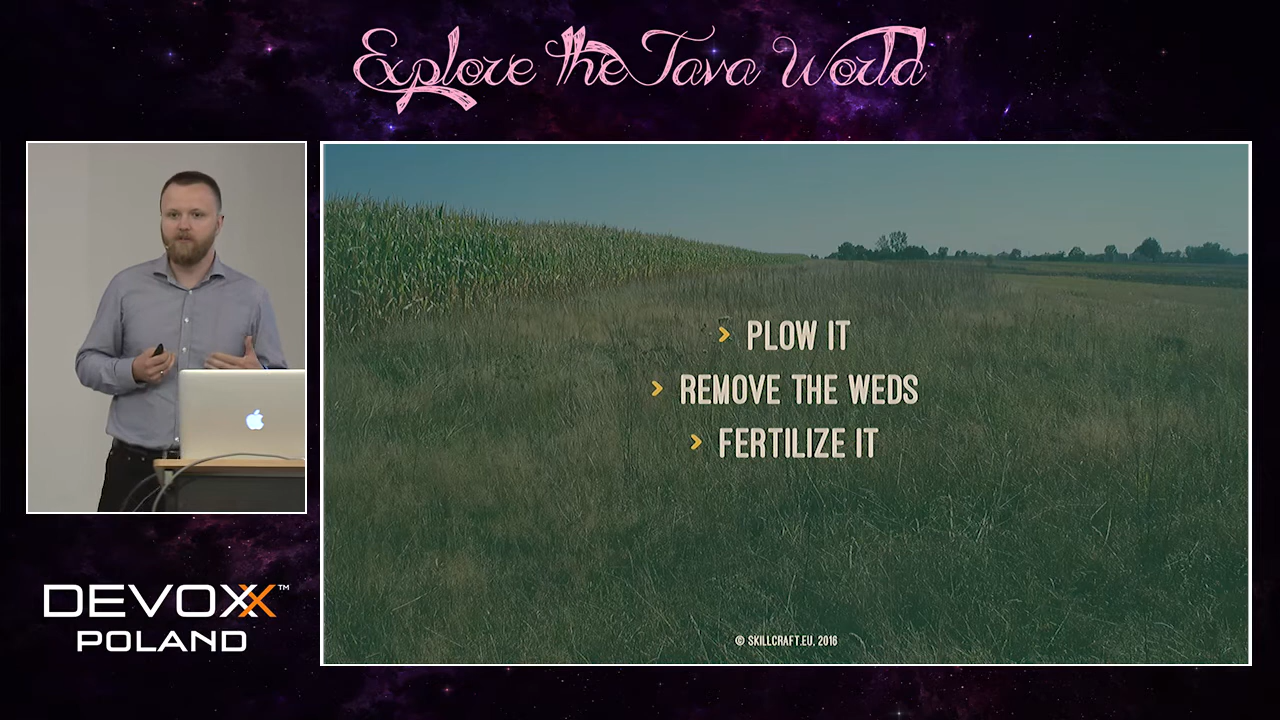 Explore the Java World
PLOW IT
REMOVE THE WEDS
FERTILIZE IT
© SKILLCRAFT.EU, 2016
DEVOXX™
POLAND